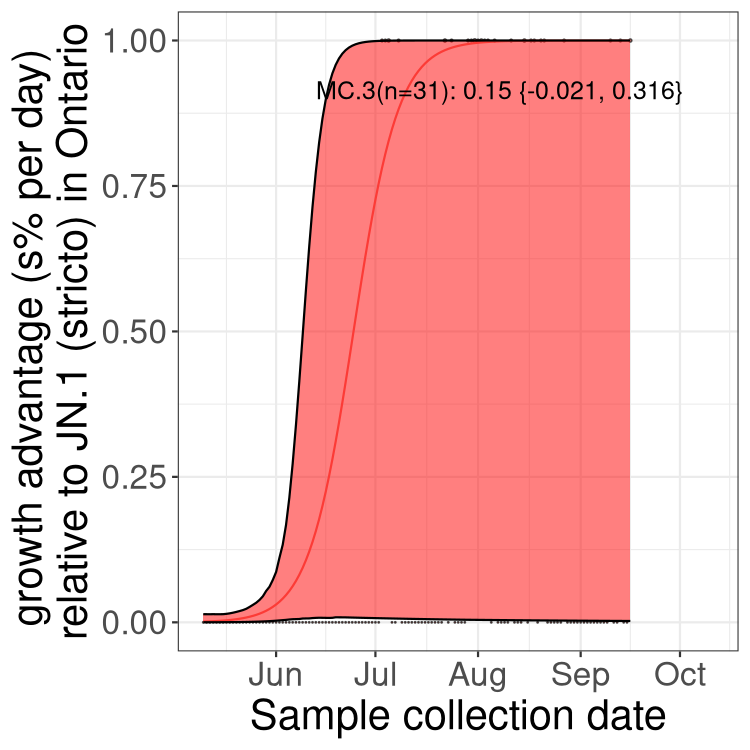 growth advantage (s% per day)
relative to JN.1 (stricto) in Ontario
1.00
0.75
0.50
0.25
0.00
MC.3(n=31): 0.15 {-0.021, 0.316}
Jun Jul Aug Sep Oct
Sample collection date